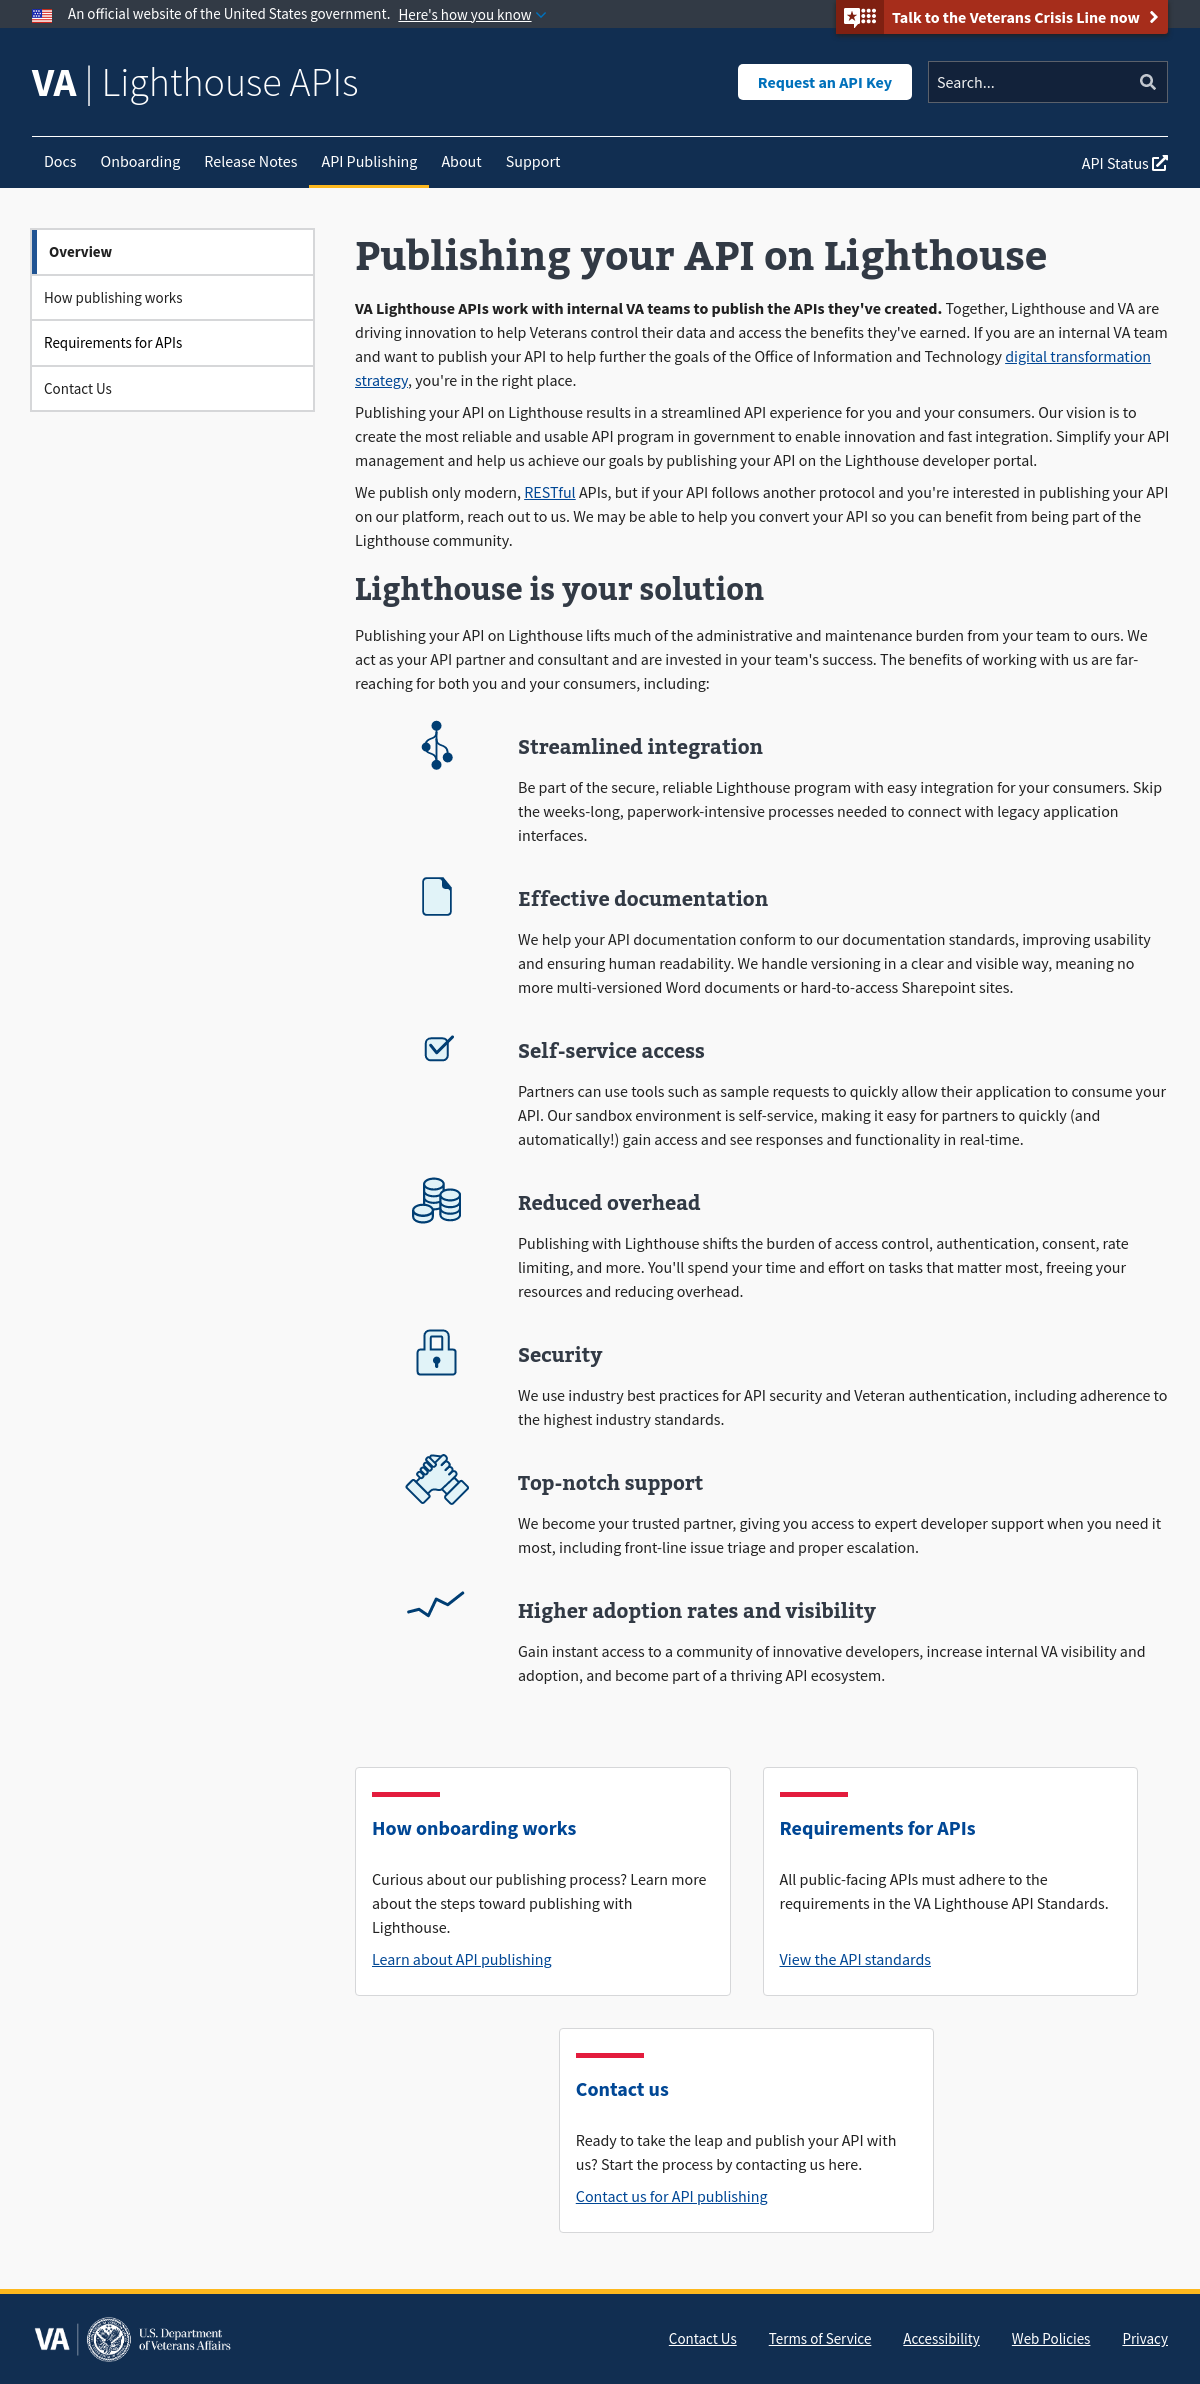 An official website of the United States government. Here's how you know
Talk to the Veterans Crisis Line now
VA | Lighthouse APIs
Request an API Key
Search...
Docs Onboarding Release Notes API Publishing About Support
API Status
Overview
How publishing works
Requirements for APIs
Contact Us
Publishing your API on Lighthouse
VA Lighthouse APIs work with internal VA teams to publish the APIs they've created. Together, Lighthouse and VA are
driving innovation to help Veterans control their data and access the benefits they've earned. If you are an internal VA team
and want to publish your API to help further the goals of the Office of Information and Technology digital transformation
strategy, you're in the right place.
Publishing your API on Lighthouse results in a streamlined API experience for you and your consumers. Our vision is to
create the most reliable and usable API program in government to enable innovation and fast integration. Simplify your API
management and help us achieve our goals by publishing your API on the Lighthouse developer portal.
We publish only modern, RESTful APIs, but if your API follows another protocol and you're interested in publishing your API
on our platform, reach out to us. We may be able to help you convert your API so you can benefit from being part of the
Lighthouse community.
Lighthouse is your solution
Publishing your API on Lighthouse lifts much of the administrative and maintenance burden from your team to ours. We
act as your API partner and consultant and are invested in your team's success. The benefits of working with us are far-
reaching for both you and your consumers, including:
Streamlined integration
Be part of the secure, reliable Lighthouse program with easy integration for your consumers. Skip
the weeks-long, paperwork-intensive processes needed to connect with legacy application
interfaces.
Effective documentation
We help your API documentation conform to our documentation standards, improving usability
and ensuring human readability. We handle versioning in a clear and visible way, meaning no
more multi-versioned Word documents or hard-to-access Sharepoint sites.
Self-service access
Partners can use tools such as sample requests to quickly allow their application to consume your
API. Our sandbox environment is self-service, making it easy for partners to quickly (and
automatically!) gain access and see responses and functionality in real-time.
Reduced overhead
Publishing with Lighthouse shifts the burden of access control, authentication, consent, rate
limiting, and more. You'll spend your time and effort on tasks that matter most, freeing your
resources and reducing overhead.
Security
We use industry best practices for API security and Veteran authentication, including adherence to
the highest industry standards.
Top-notch support
We become your trusted partner, giving you access to expert developer support when you need it
most, including front-line issue triage and proper escalation.
Higher adoption rates and visibility
Gain instant access to a community of innovative developers, increase internal VA visibility and
adoption, and become part of a thriving API ecosystem.
How onboarding works
Curious about our publishing process? Learn more
about the steps toward publishing with
Lighthouse.
Learn about API publishing
Requirements for APIs
All public-facing APIs must adhere to the
requirements in the VA Lighthouse API Standards.
View the API standards
Contact us
Ready to take the leap and publish your API with
us? Start the process by contacting us here.
Contact us for API publishing
VA
U.S. Department
of Veterans Affairs
Contact Us Terms of Service Accessibility Web Policies Privacy